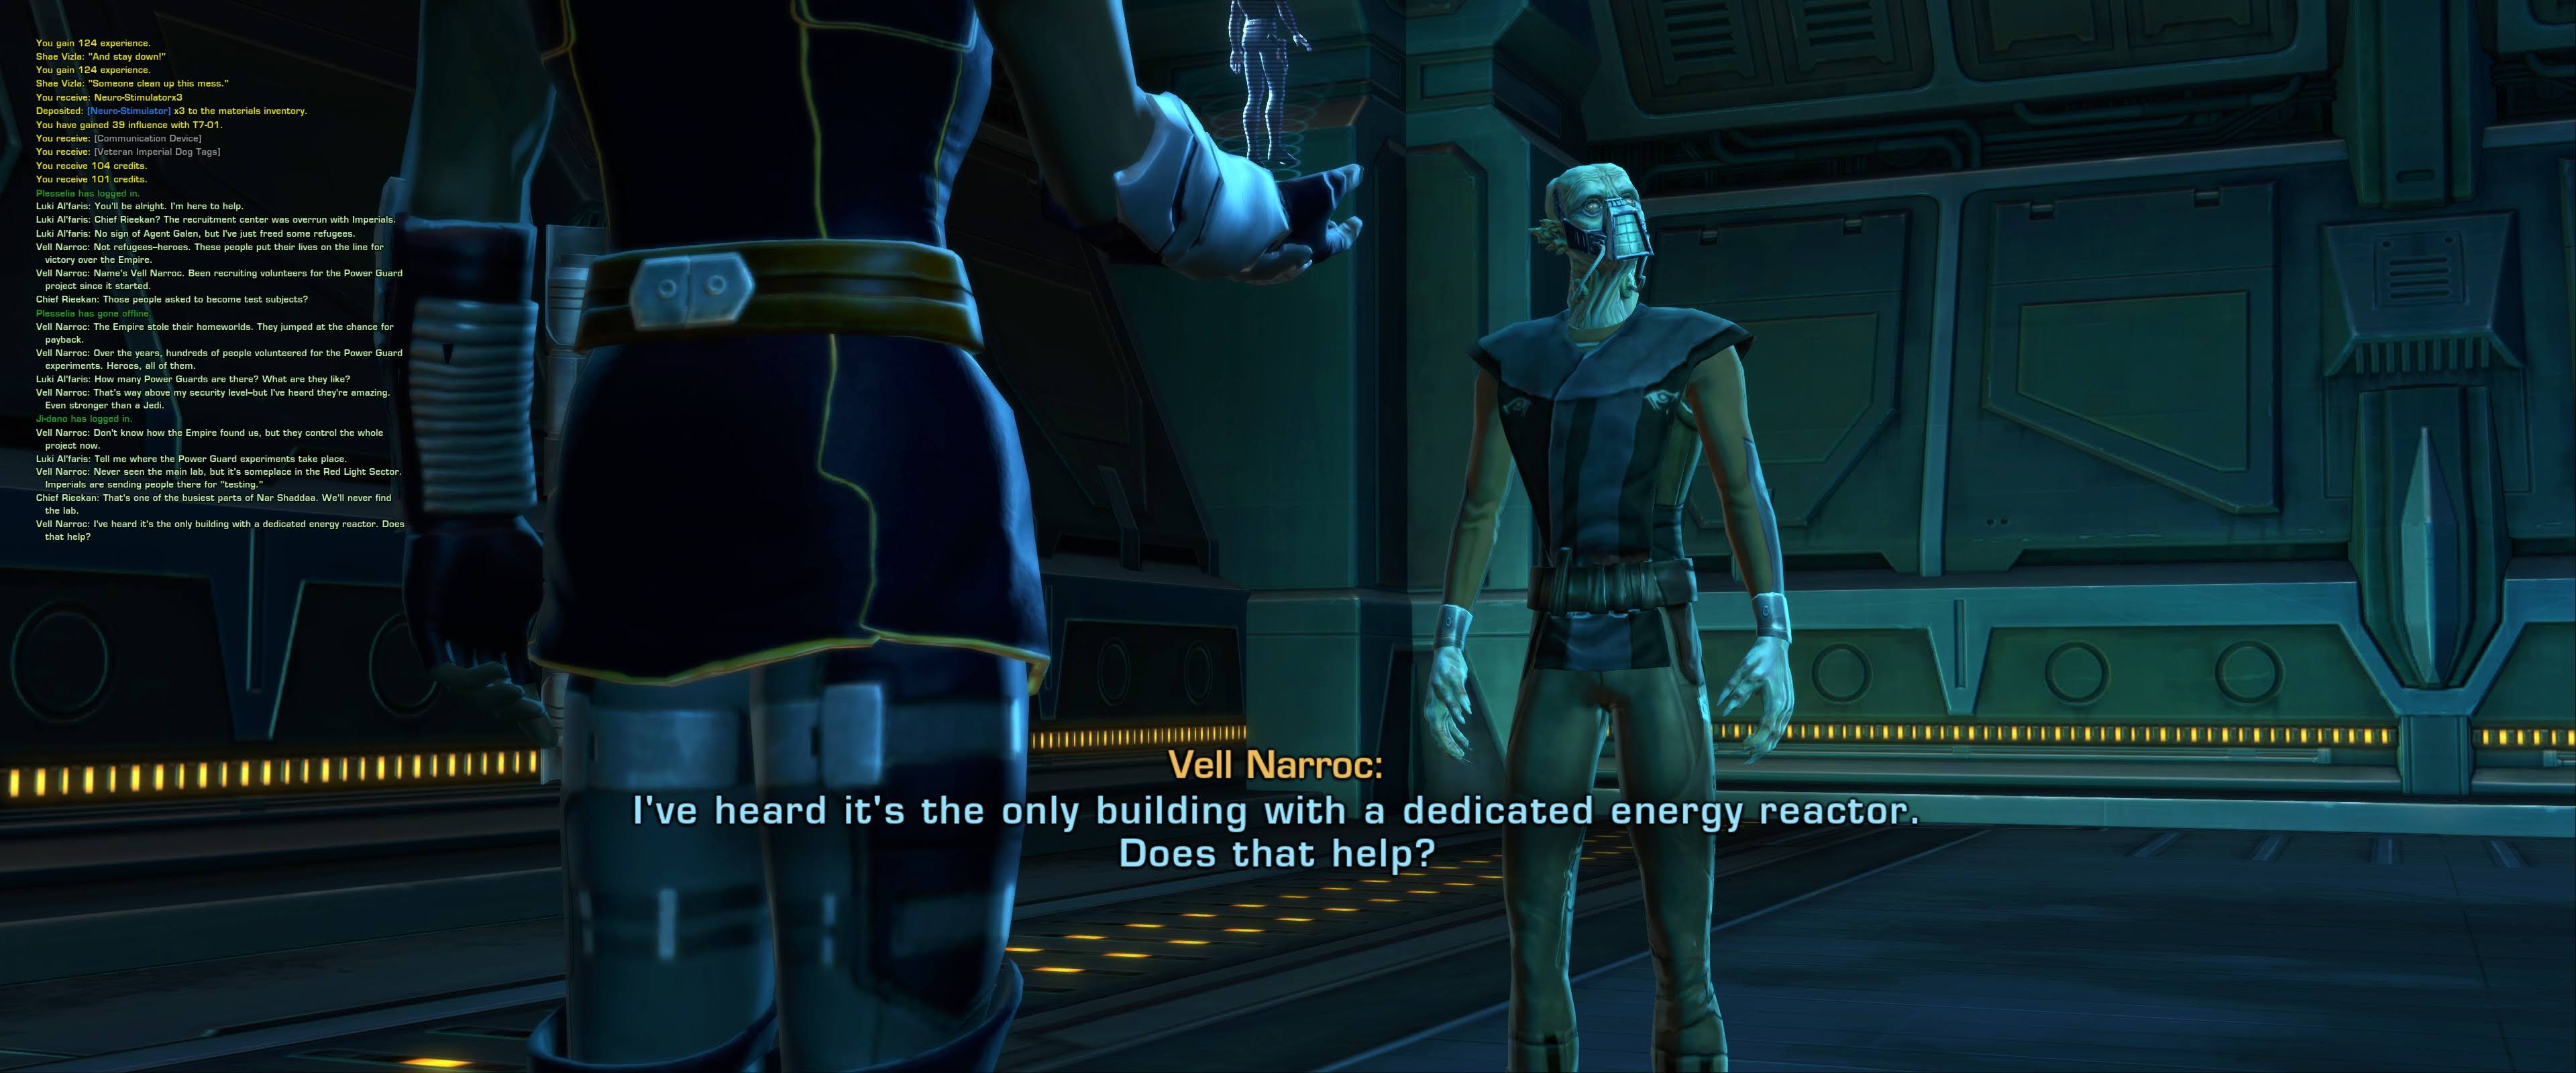 You gain 124 experience.
Shae Vizla: "And stay down!"
You gain 124 experience.
Shae Vizla: "Someone clean up this mess."
You receive: Neuro-Stimulatorx3
Deposited: [Neuro-Stimulator] x3 to the materials inventory.
You have gained 39 influence with T7-01.
You receive: [Communication Device]
You receive: [Veteran Imperial Dog Tags]
You receive 104 credits.
You receive 101 credits.
Plesselia has logged in.
Luki Al'faris: You'll be alright. I'm here to help.
Luki Al'faris: Chief Rieekan? The recruitment center was overrun with Imperials.
Luki Al'faris: No sign of Agent Galen, but I've just freed some refugees.
Vell Narroc: Not refugees—heroes. These people put their lives on the line for
victory over the Empire.
Vell Narroc: Name's Vell Narroc. Been recruiting volunteers for the Power Guard
project since it started.
Chief Rieekan: Those people asked to become test subjects?
Plesselia has gone offline.
Vell Narroc: The Empire stole their homeworlds. They jumped at the chance for
payback.
Vell Narroc: Over the years, hundreds of people volunteered for the Power Guard
experiments. Heroes, all of them.
Luki Al'faris: How many Power Guards are there? What are they like?
Vell Narroc: That's way above my security level—but I've heard they're amazing.
Even stronger than a Jedi.
Ji-dano has logged in.
Vell Narroc: Don't know how the Empire found us, but they control the whole
project now.
Luki Al'faris: Tell me where the Power Guard experiments take place.
Vell Narroc: Never seen the main lab, but it's someplace in the Red Light Sector.
Imperials are sending people there for "testing."
Chief Rieekan: That's one of the busiest parts of Nar Shaddaa. We'll never find
the lab.
Vell Narroc: I've heard it's the only building with a dedicated energy reactor. Does
that help?
Vell Narroc:
I've heard it's the only building with a dedicated energy reactor.
Does that help?